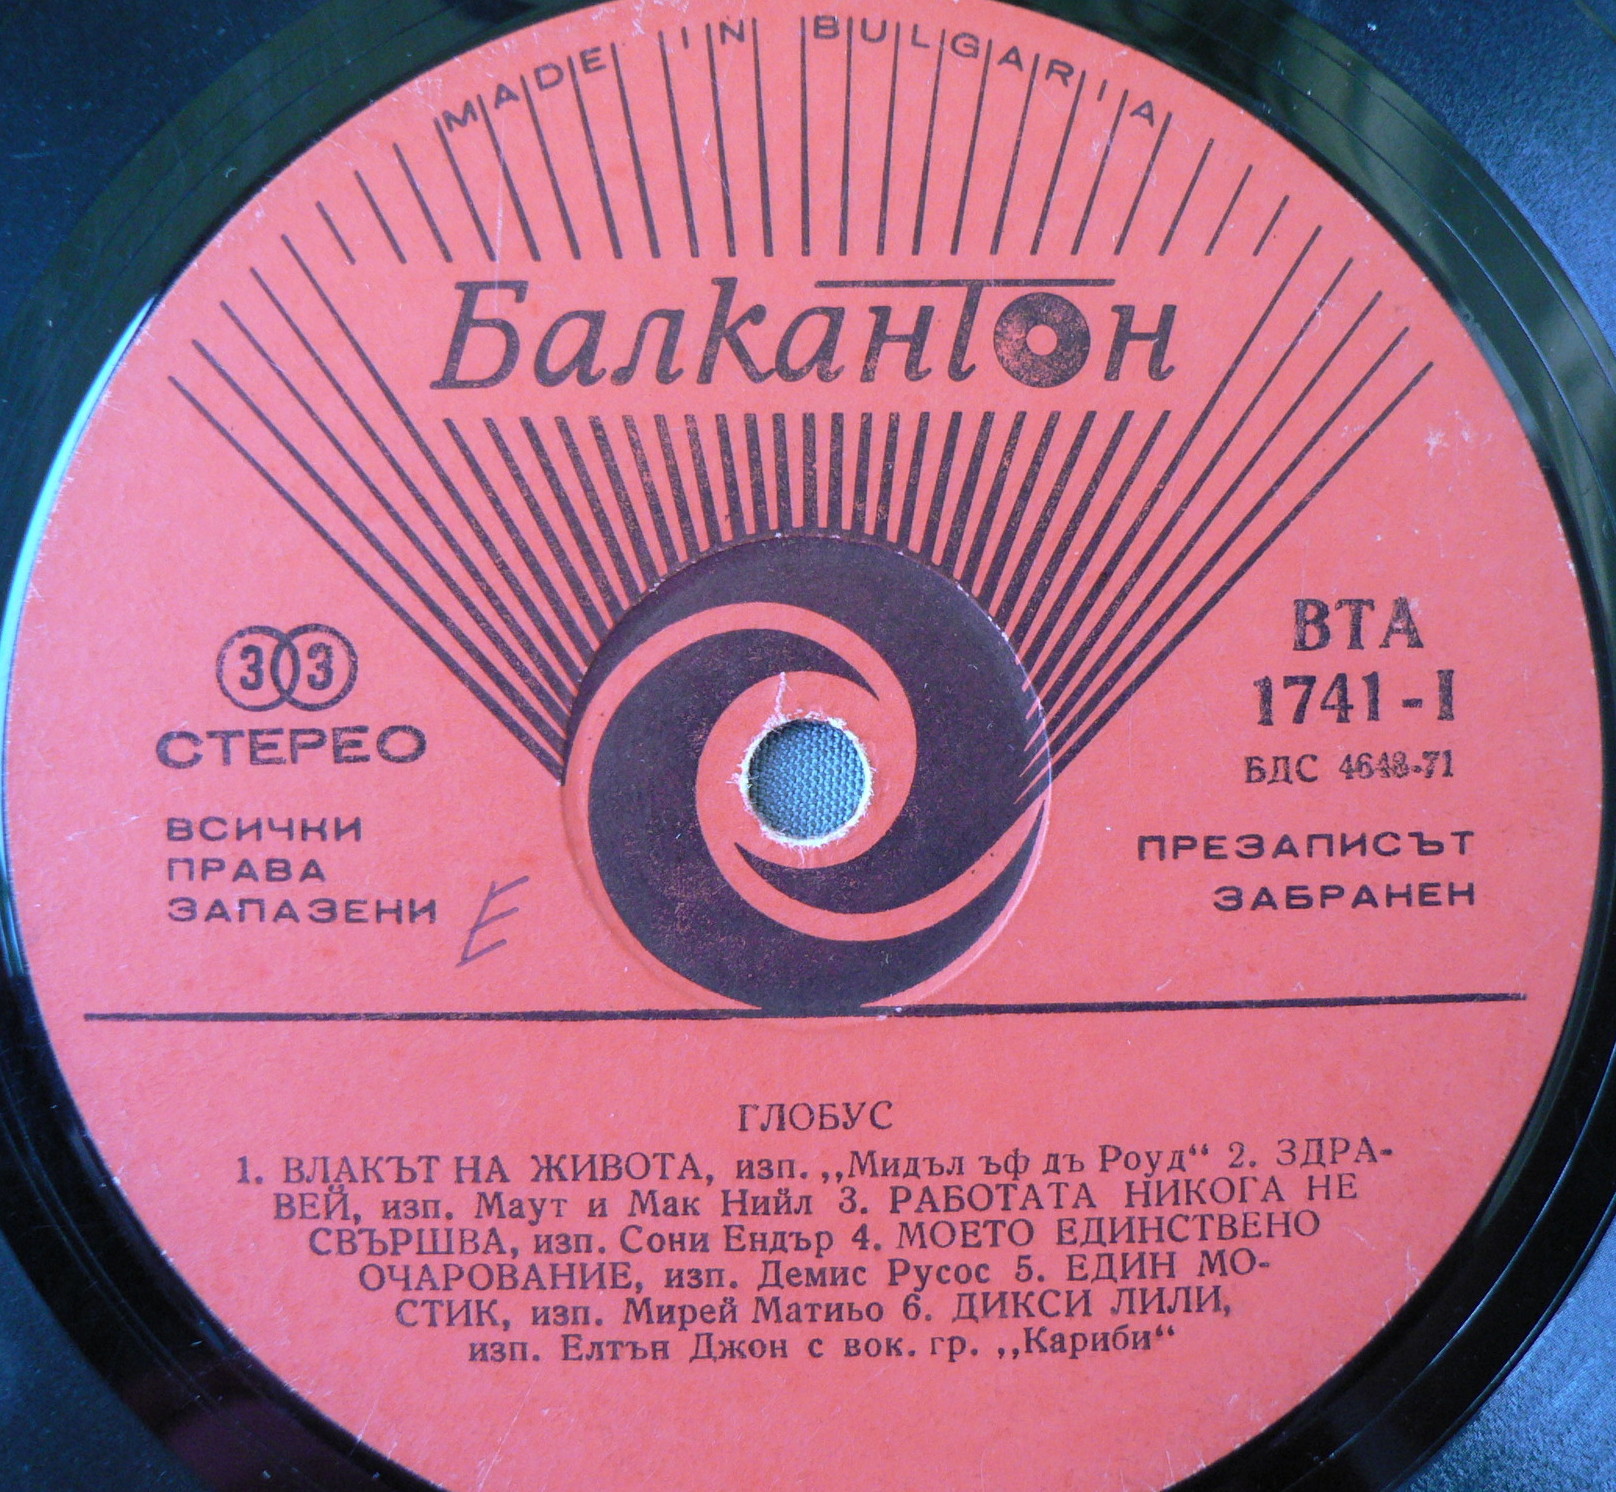 MADE IN BULGARIA
Балкантон
33
СТЕРЕО
ВСИЧКИ
ПРАВА
ЗАПАЗЕНИ
E
ВТА
1741-I
БДС 4648-71
ПРЕЗАПИСЪТ
ЗАБРАНЕН
ГЛОБУС
1. ВЛАКЪТ НА ЖИВОТА, изп. „Мидъл ъф дъ Роуд“ 2. ЗДРА-
ВЕЙ, изп. Маут и Мак Нийл 3. РАБОТАТА НИКОГА НЕ
СВЪРШВА, изп. Сони Ендър 4. МОЕТО ЕДИНСТВЕНО
ОЧАРОВАНИЕ, изп. Демис Русос 5. ЕДИН МО-
СТИК, изп. Мирей Матиьо 6. ДИКСИ ЛИЛИ,
изп. Елтън Джон с вок. гр. „Кариби“